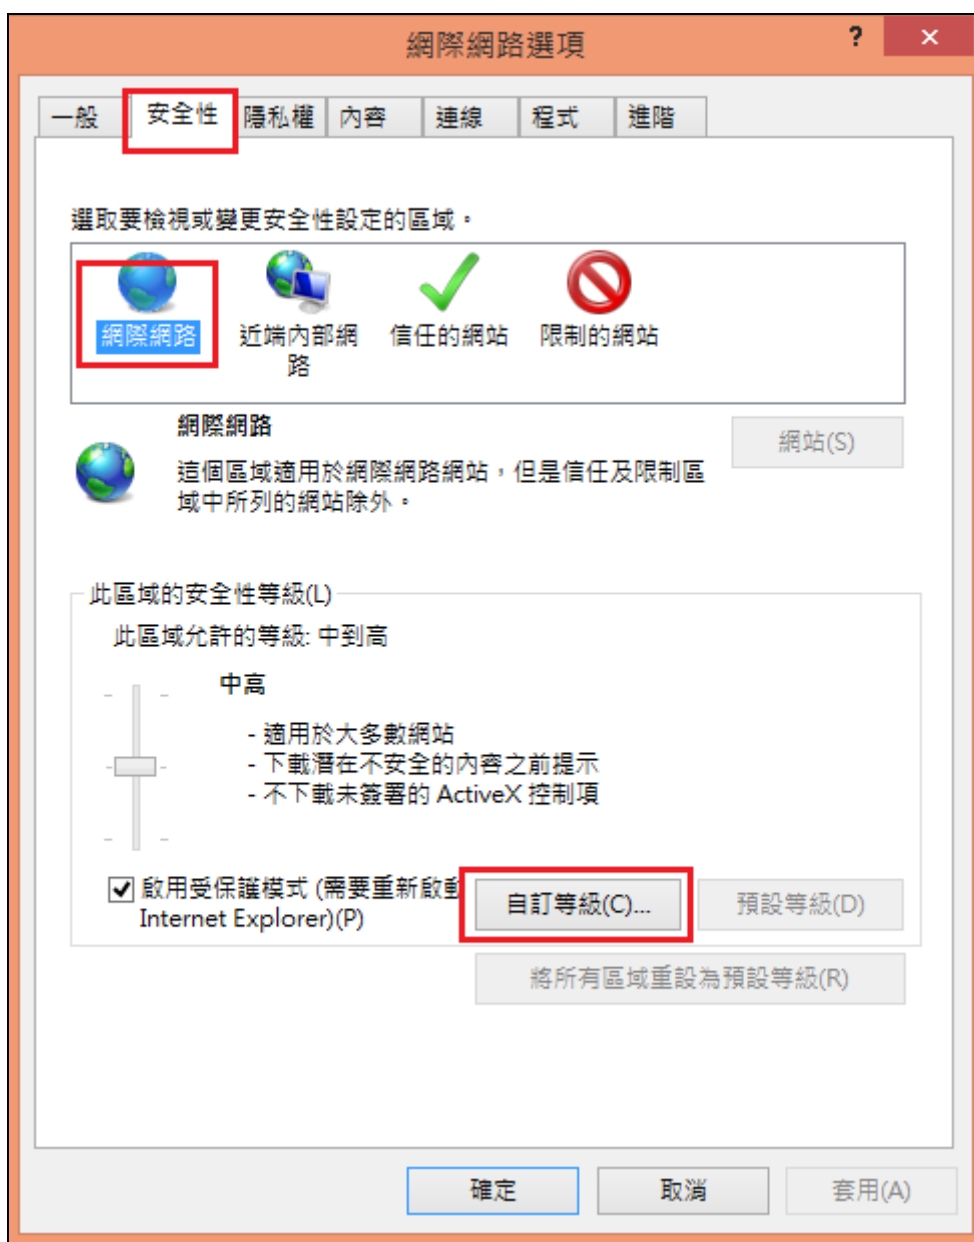 網際網路選項
?
一般 安全性 隱私權 內容 連線 程式 進階
選取要檢視或變更安全性設定的區域。
網際網路 近端內部網 信任的網站 限制的網站
路
網際網路
網站(S)
這個區域適用於網際網路網站，但是信任及限制區
域中所列的網站除外。
此區域的安全性等級(L)
此區域允許的等級: 中到高
中高
- 適用於大多數網站
- 下載潛在不安全的內容之前提示
- 不下載未簽署的 ActiveX 控制項
啟用受保護模式 (需要重新啟動
Internet Explorer)(P)
自訂等級(C)... 預設等級(D)
將所有區域重設為預設等級(R)
確定 取消 套用(A)